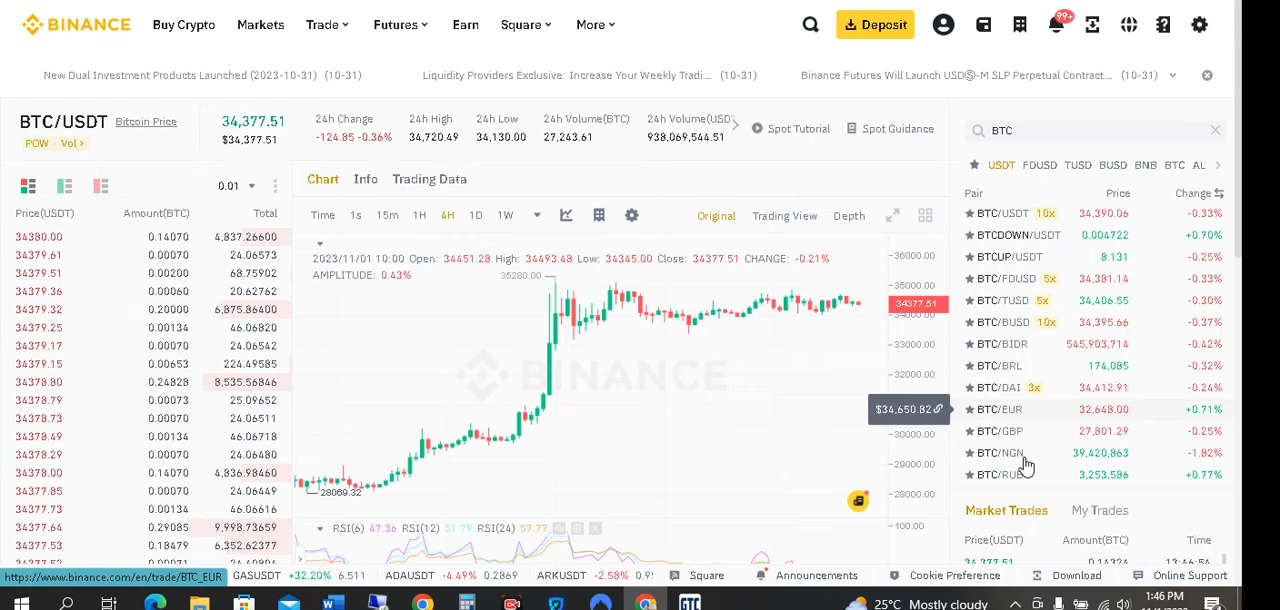 BINANCE Buy Crypto Markets Trade Futures Earn Square More Deposit 99+
New Dual Investment Products Launched (2023-10-31) (10-31) Liquidity Providers Exclusive: Increase Your Weekly Tradi... (10-31) Binance Futures Will Launch USDⓈ-M SLP Perpetual Contract... (10-31)
BTC/USDT Bitcoin Price 34,377.51 24h Change 24h High 24h Low 24h Volume(BTC) 24h Volume(USD
POW Vol $34,377.51 -124.85 -0.36% 34,720.49 34,130.00 27,243.61 938,069,544.51 Spot Tutorial Spot Guidance
BTC
USDT FDUSD TUSD BUSD BNB BTC AL
0.01 Chart Info Trading Data
Price(USDT) Amount(BTC) Total
Time 1s 15m 1H 4H 1D 1W Original Trading View Depth
2023/11/01 10:00 Open: 34451.28 High: 34493.48 Low: 34345.00 Close: 34377.51 CHANGE: -0.21%
AMPLITUDE: 0.43% 35280.00
34380.00 0.14070 4,837.26600
34379.61 0.00070 24.06573
34379.51 0.00200 68.75902
34379.36 0.00060 20.62762
34379.32 0.20000 6,875.86400
34379.25 0.00134 46.06820
34379.17 0.00070 24.06542
34379.15 0.00653 224.49585
34378.80 0.24828 8,535.56846
34378.79 0.00073 25.09652
34378.73 0.00070 24.06511
34378.49 0.00134 46.06718
34378.48 0.00070 24.06494
34378.00 0.14070 4,836.98460
34377.85 0.00070 24.06449
34377.73 0.00134 46.06616
34377.64 0.29085 9,998.73659
34377.53 0.18479 6,352.62377
36000.00
35000.00
34377.51
34000.00
33000.00
32000.00
30000.00
29000.00
28000.00
100.00
BINANCE
$34,650.82
28069.32
RSI(6) 47.36 RSI(12) 51.79 RSI(24) 57.77
Pair Price Change
BTC/USDT 10x 34,390.06 -0.33%
BTCDOWN/USDT 0.004722 +0.70%
BTCUP/USDT 8.131 -0.25%
BTC/FDUSD 5x 34,381.14 -0.33%
BTC/TUSD 5x 34,406.55 -0.30%
BTC/BUSD 10x 34,395.66 -0.37%
BTC/BIDR 545,903,714 -0.42%
BTC/BRL 174,085 -0.32%
BTC/DAI 3x 34,412.91 -0.24%
BTC/EUR 32,648.00 +0.71%
BTC/GBP 27,801.29 -0.25%
BTC/NGN 39,420,863 -1.82%
BTC/RUB 3,253,586 +0.77%
Market Trades My Trades
Price(USDT) Amount(BTC) Time
https://www.binance.com/en/trade/BTC_EUR GASUSDT +32.20% 6.511 ADAUSDT -4.49% 0.2869 ARKUSDT -2.58% Square Announcements Cookie Preference Download Online Support
W GTC 25°C Mostly cloudy 1:46 PM